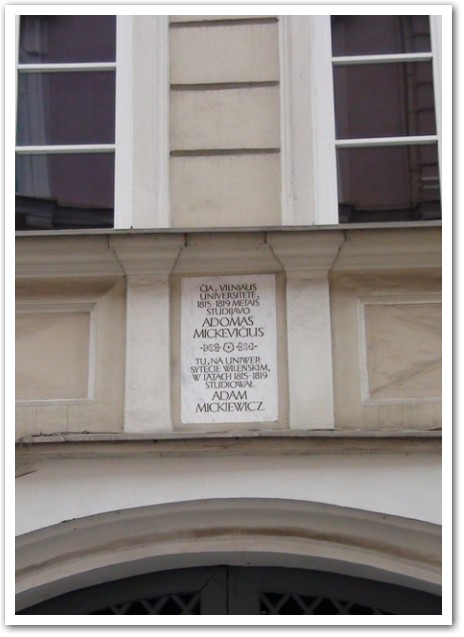 ČIA, VILNIAUS
UNIVERSITETE,
1815-1819 METAIS
STUDIJAVO
ADOMAS
MICKEVIČIUS
TU, NA UNIWER
SYTECIE WILEŃSKIM,
W LATACH 1815-1819
STUDIOWAŁ
ADAM
MICKIEWICZ